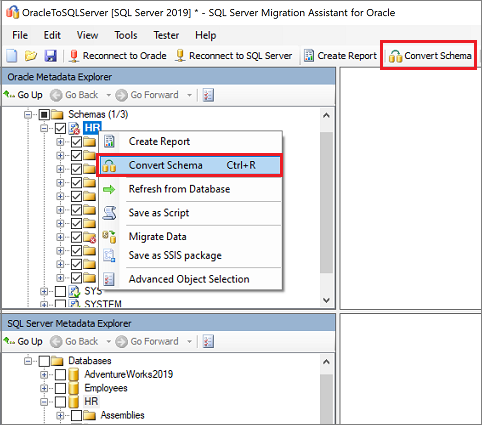 OracleToSQLServer [SQL Server 2019] * - SQL Server Migration Assistant for Oracle
File Edit View Tools Tester Help
Reconnect to Oracle Reconnect to SQL Server Create Report Convert Schema
Oracle Metadata Explorer
Go Up Go Back Go Forward
Schemas (1/3)
HR
Create Report
Convert Schema Ctrl+R
Refresh from Database
Save as Script
Migrate Data
Save as SSIS package
Advanced Object Selection
SYS
SYSTEM
SQL Server Metadata Explorer
Go Up Go Back Go Forward
Databases
AdventureWorks2019
Employees
HR
Assemblies